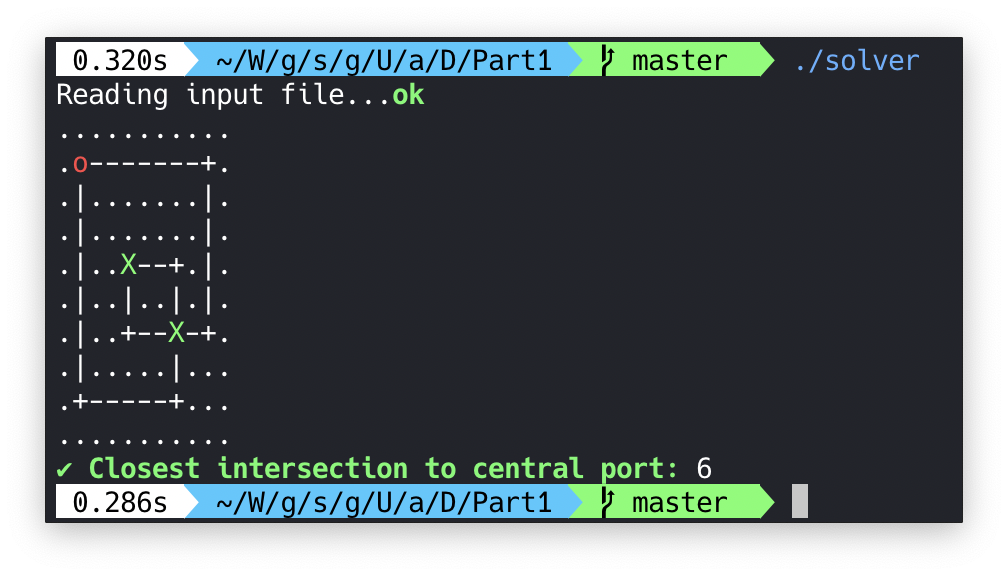 0.320s ~/W/g/s/g/U/a/D/Part1 master ./solver
Reading input file...ok
...........
.o-------+.
.|.......|.
.|.......|.
.|..X--+.|.
.|..|..|.|.
.|..+--X-+.
.|.....|...
.+-----+...
...........
✔ Closest intersection to central port: 6
0.286s ~/W/g/s/g/U/a/D/Part1 master